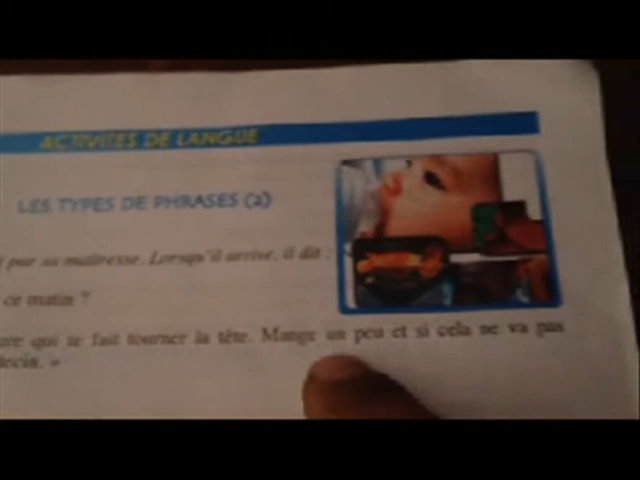 ACTIVITÉS DE LANGUE
LES TYPES DE PHRASES (2)
par sa maîtresse. Lorsqu'il arrive, il dit :
ce matin ?
qui te fait tourner la tête. Mange un peu et si cela ne va pas